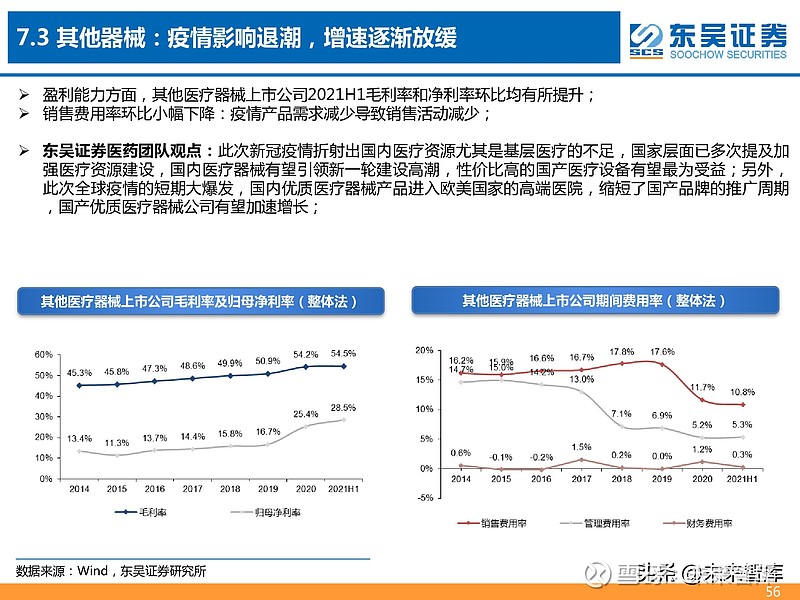 7.3 其他器械：疫情影响退潮，增速逐渐放缓
东吴证券
SCS SOOCHOW SECURITIES
➢ 盈利能力方面，其他医疗器械上市公司2021H1毛利率和净利率环比均有所提升；
➢ 销售费用率环比小幅下降：疫情产品需求减少导致销售活动减少；
➢ 东吴证券医药团队观点：此次新冠疫情折射出国内医疗资源尤其是基层医疗的不足，国家层面已多次提及加
强医疗资源建设，国内医疗器械有望引领新一轮建设高潮，性价比高的国产医疗设备有望最为受益；另外，
此次全球疫情的短期大爆发，国内优质医疗器械产品进入欧美国家的高端医院，缩短了国产品牌的推广周期
，国产优质医疗器械公司有望加速增长；
其他医疗器械上市公司毛利率及归母净利率（整体法）
60%
50%
40%
30%
20%
10%
0%
45.3% 45.8% 47.3% 48.6% 49.9% 50.9% 54.2% 54.5%
13.4% 11.3% 13.7% 14.4% 15.8% 16.7% 25.4% 28.5%
2014 2015 2016 2017 2018 2019 2020 2021H1
毛利率 归母净利率
其他医疗器械上市公司期间费用率（整体法）
20%
15%
10%
5%
0%
-5%
16.2% 15.9% 16.6% 16.7% 17.8% 17.6% 11.7% 10.8%
14.7% 15.0% 14.2% 13.0% 7.1% 6.9% 5.2% 5.3%
0.6% -0.1% -0.2% 1.5% 0.2% 0.0% 1.2% 0.3%
2014 2015 2016 2017 2018 2019 2020 2021H1
销售费用率 管理费用率 财务费用率
数据来源：Wind，东吴证券研究所
头条 @未来智库
56